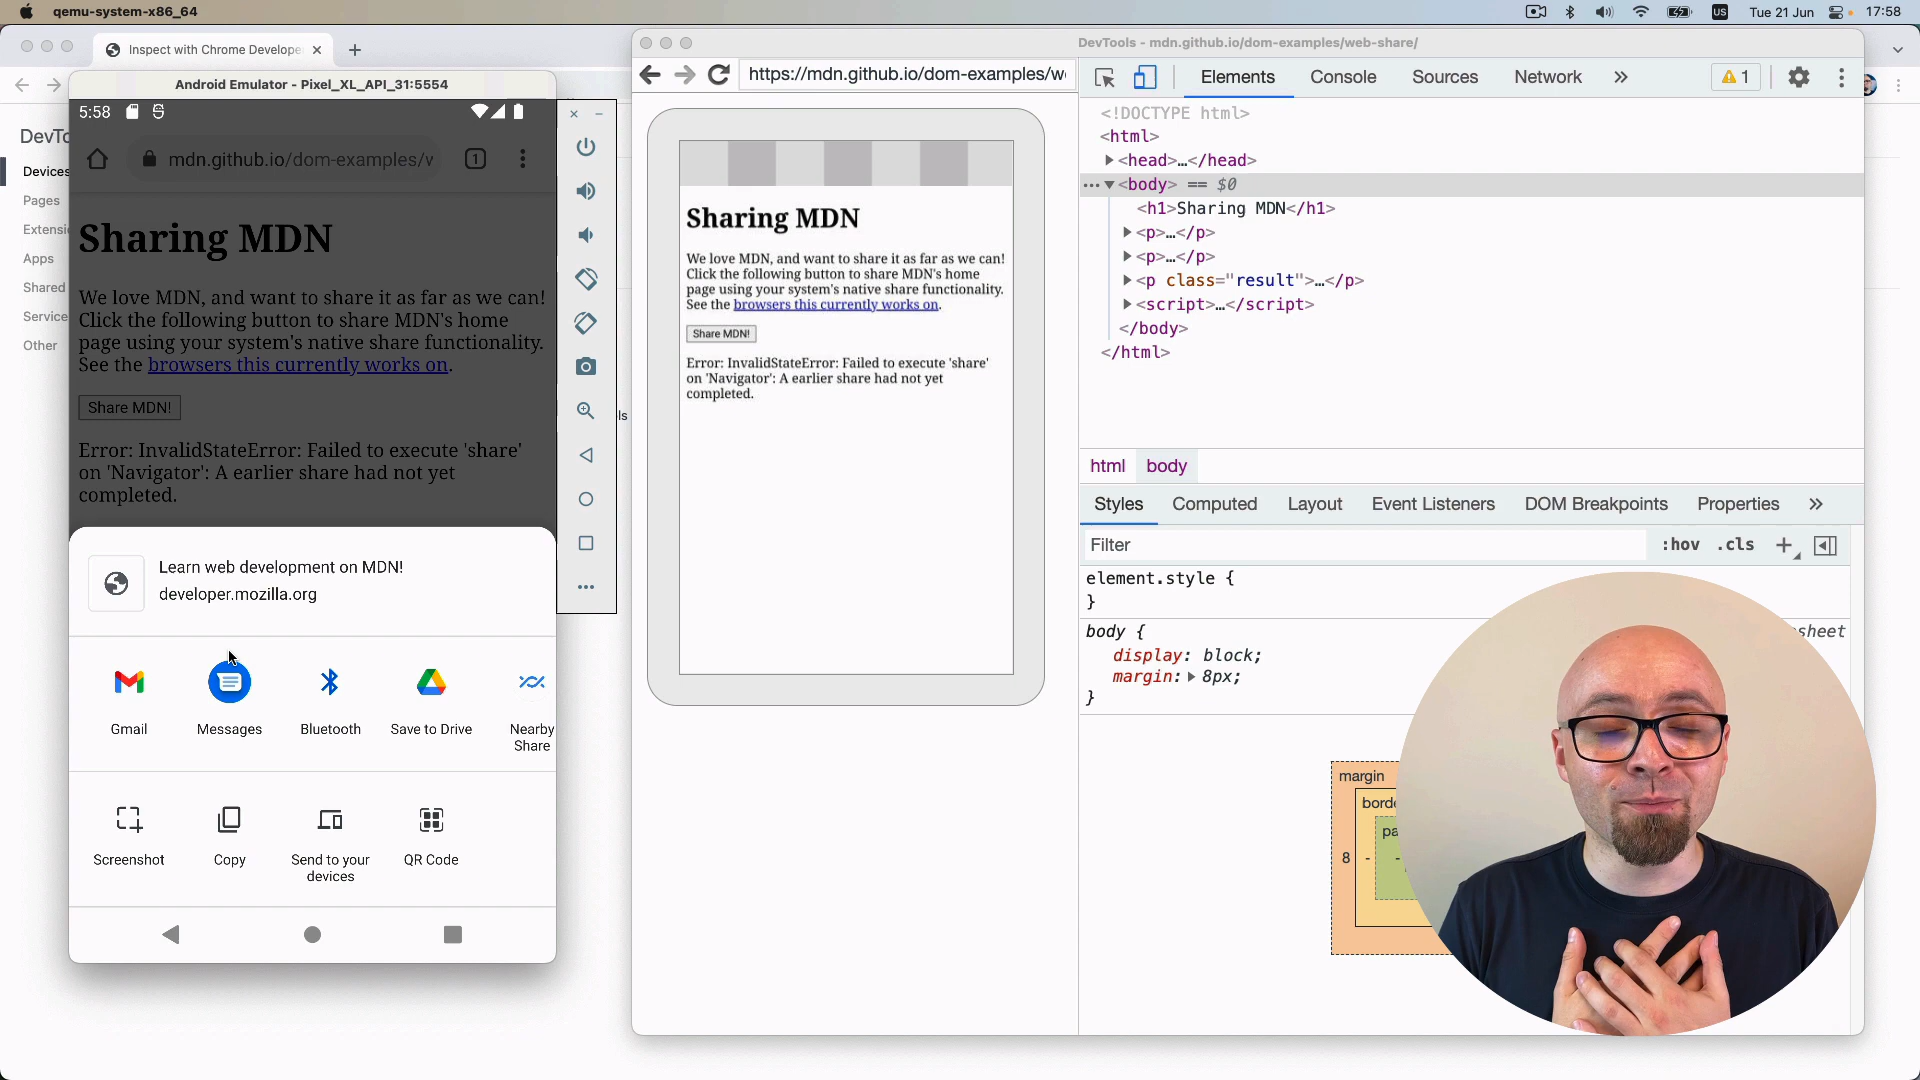 qemu-system-x86_64
US
Tue 21 Jun
17:58
Inspect with Chrome Develope
DevTools - mdn.github.io/dom-examples/web-share/
Android Emulator - Pixel_XL_API_31:5554
https://mdn.github.io/dom-examples/w
Elements
Console
Sources
Network
1
DevTo
Devices
Pages
Extensi
Apps
Shared
Service
Other
5:58
mdn.github.io/dom-examples/v
1
Sharing MDN
We love MDN, and want to share it as far as we can!
Click the following button to share MDN's home
page using your system's native share functionality.
See the browsers this currently works on.
Share MDN!
Error: InvalidStateError: Failed to execute 'share'
on 'Navigator': A earlier share had not yet
completed.
Learn web development on MDN!
developer.mozilla.org
Gmail
Messages
Bluetooth
Save to Drive
Nearby
Share
Screenshot
Copy
Send to your
devices
QR Code
ls
Sharing MDN
We love MDN, and want to share it as far as we can!
Click the following button to share MDN's home
page using your system's native share functionality.
See the browsers this currently works on.
Share MDN!
Error: InvalidStateError: Failed to execute 'share'
on 'Navigator': A earlier share had not yet
completed.
<!DOCTYPE html>
<html>
<head>…</head>
<body> == $0
<h1>Sharing MDN</h1>
<p>…</p>
<p>…</p>
<p class="result">…</p>
<script>…</script>
</body>
</html>
html
body
Styles
Computed
Layout
Event Listeners
DOM Breakpoints
Properties
Filter
:hov
.cls
element.style {
}
body {
sheet
display: block;
margin: 8px;
}
margin
borde
pa
8
-
-